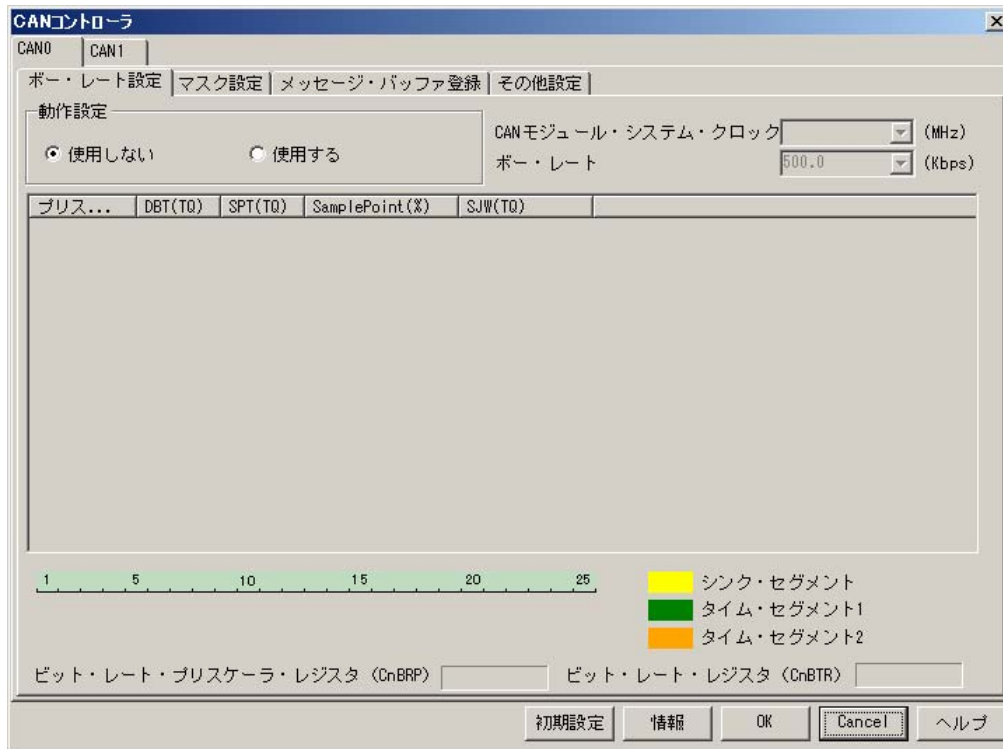 CANコントローラ
CAN0 CAN1
ボー・レート設定 マスク設定 メッセージ・バッファ登録 その他設定
動作設定
使用しない 使用する
CANモジュール・システム・クロック (MHz)
ボー・レート 500.0 (Kbps)
プリス... DBT(TQ) SPT(TQ) SamplePoint(%) SJW(TQ)
1 5 10 15 20 25
シンク・セグメント
タイム・セグメント1
タイム・セグメント2
ビット・レート・プリスケーラ・レジスタ (CnBRP) ビット・レート・レジスタ (CnBTR)
初期設定 情報 OK Cancel ヘルプ